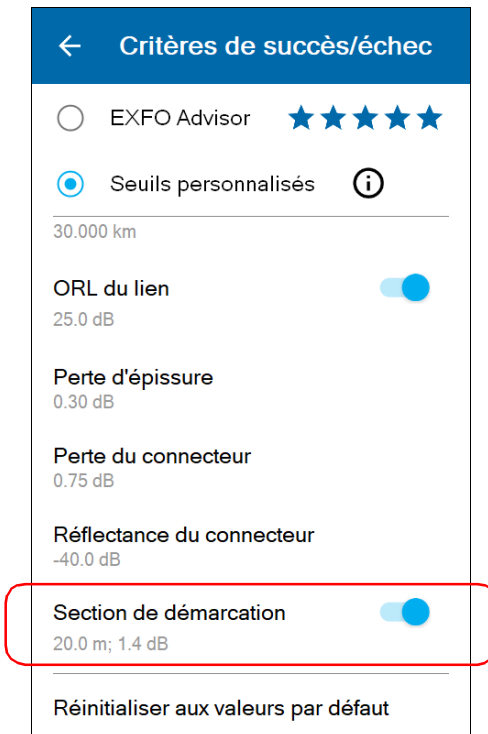 Critères de succès/échec
EXFO Advisor
Seuils personnalisés
30.000 km
ORL du lien
25.0 dB
Perte d'épissure
0.30 dB
Perte du connecteur
0.75 dB
Réflectance du connecteur
-40.0 dB
Section de démarcation
20.0 m; 1.4 dB
Réinitialiser aux valeurs par défaut